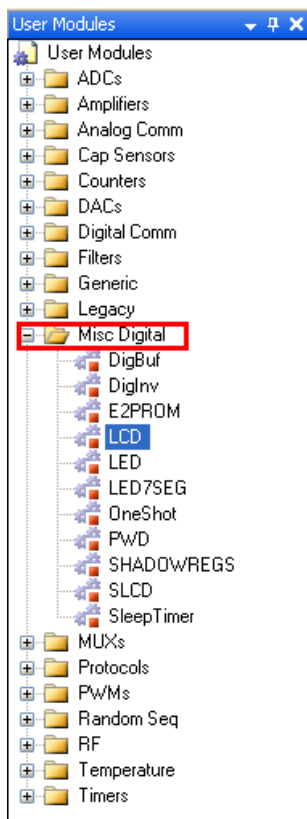 User Modules
User Modules
ADCs
Amplifiers
Analog Comm
Cap Sensors
Counters
DACs
Digital Comm
Filters
Generic
Legacy
Misc Digital
DigBuf
DigInv
E2PROM
LCD
LED
LED7SEG
OneShot
PWD
SHADOWREGS
SLCD
SleepTimer
MUXs
Protocols
PWMs
Random Seq
RF
Temperature
Timers